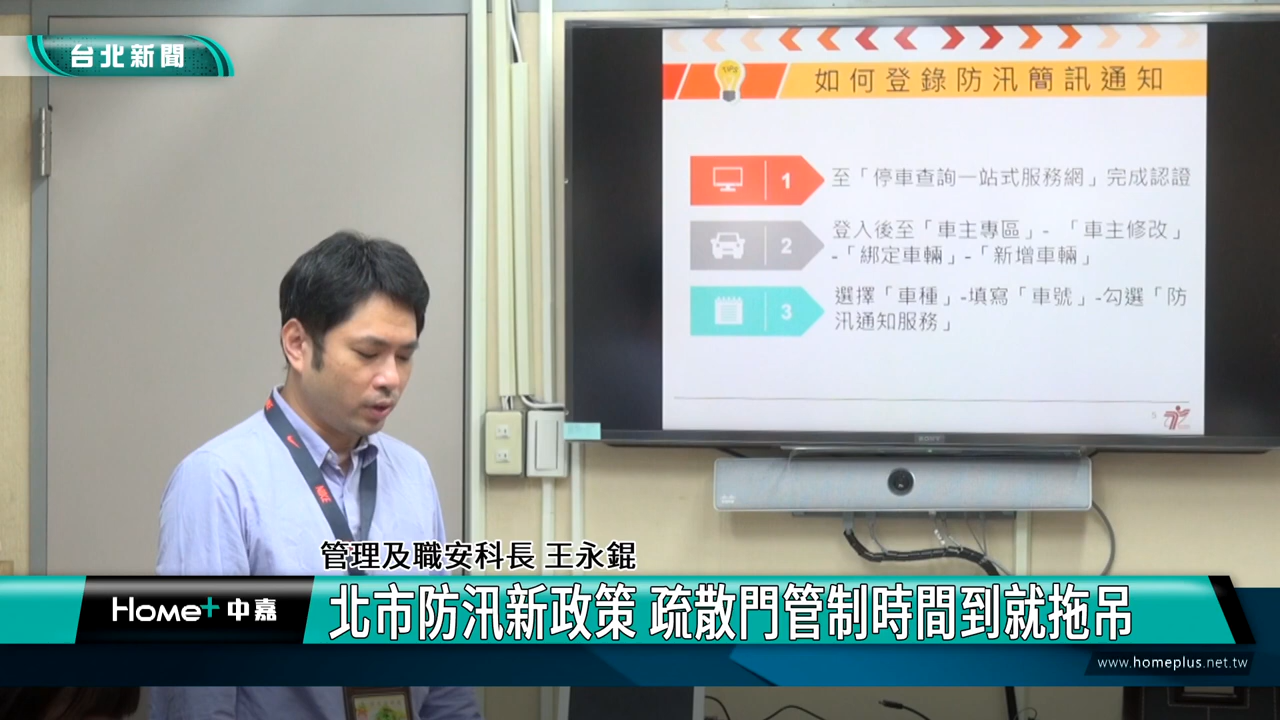 台北新聞
TIPS
如何登錄防汛簡訊通知
1
至「停車查詢一站式服務網」完成認證
2
登入後至「車主專區」- 「車主修改」
-「綁定車輛」-「新增車輛」
3
選擇「車種」-填寫「車號」-勾選「防
汛通知服務」
5
SONY
NIKE
管理及職安科長 王永錕
Home+中嘉
北市防汛新政策 疏散門管制時間到就拖吊
www.homeplus.net.tw